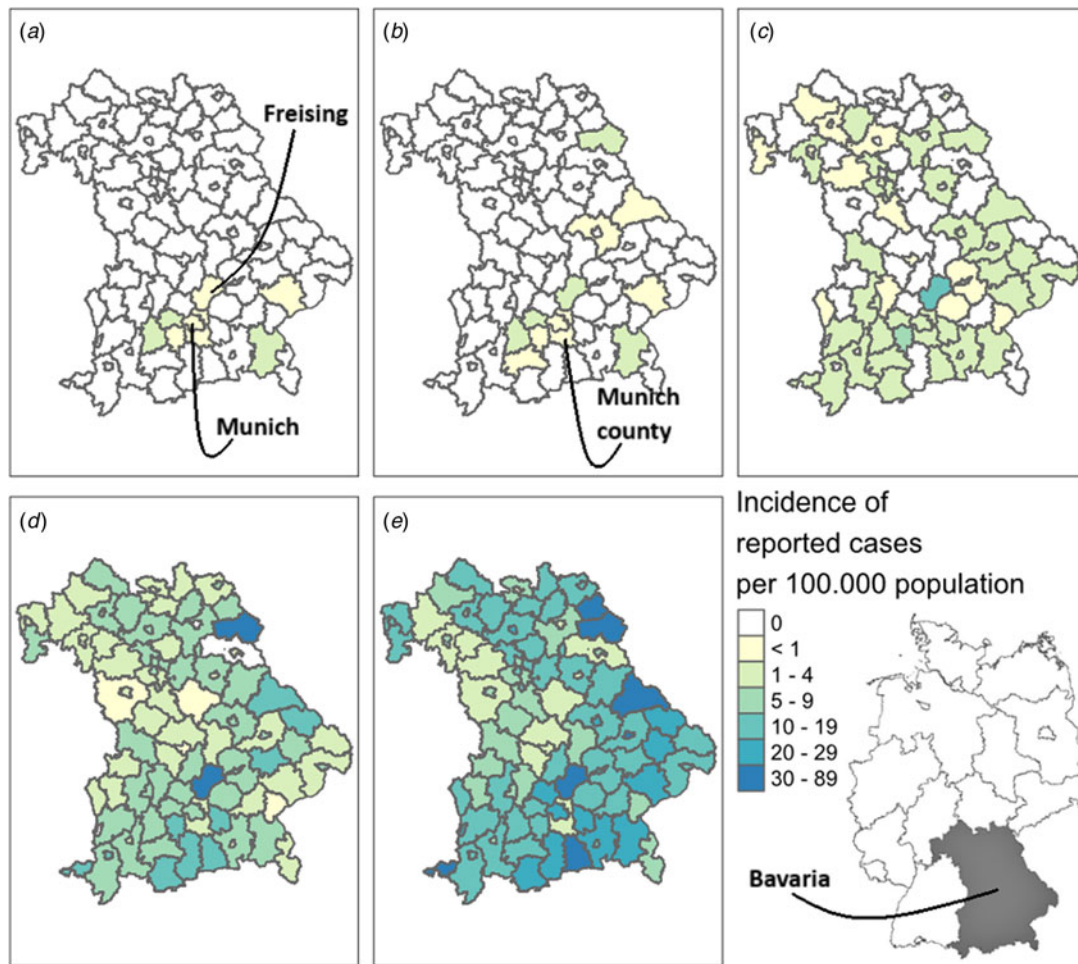 (a)
Freising
Munich
(b)
Munich
county
(c)
(d)
(e)
Incidence of
reported cases
per 100.000 population
0
< 1
1 - 4
5 - 9
10 - 19
20 - 29
30 - 89
Bavaria